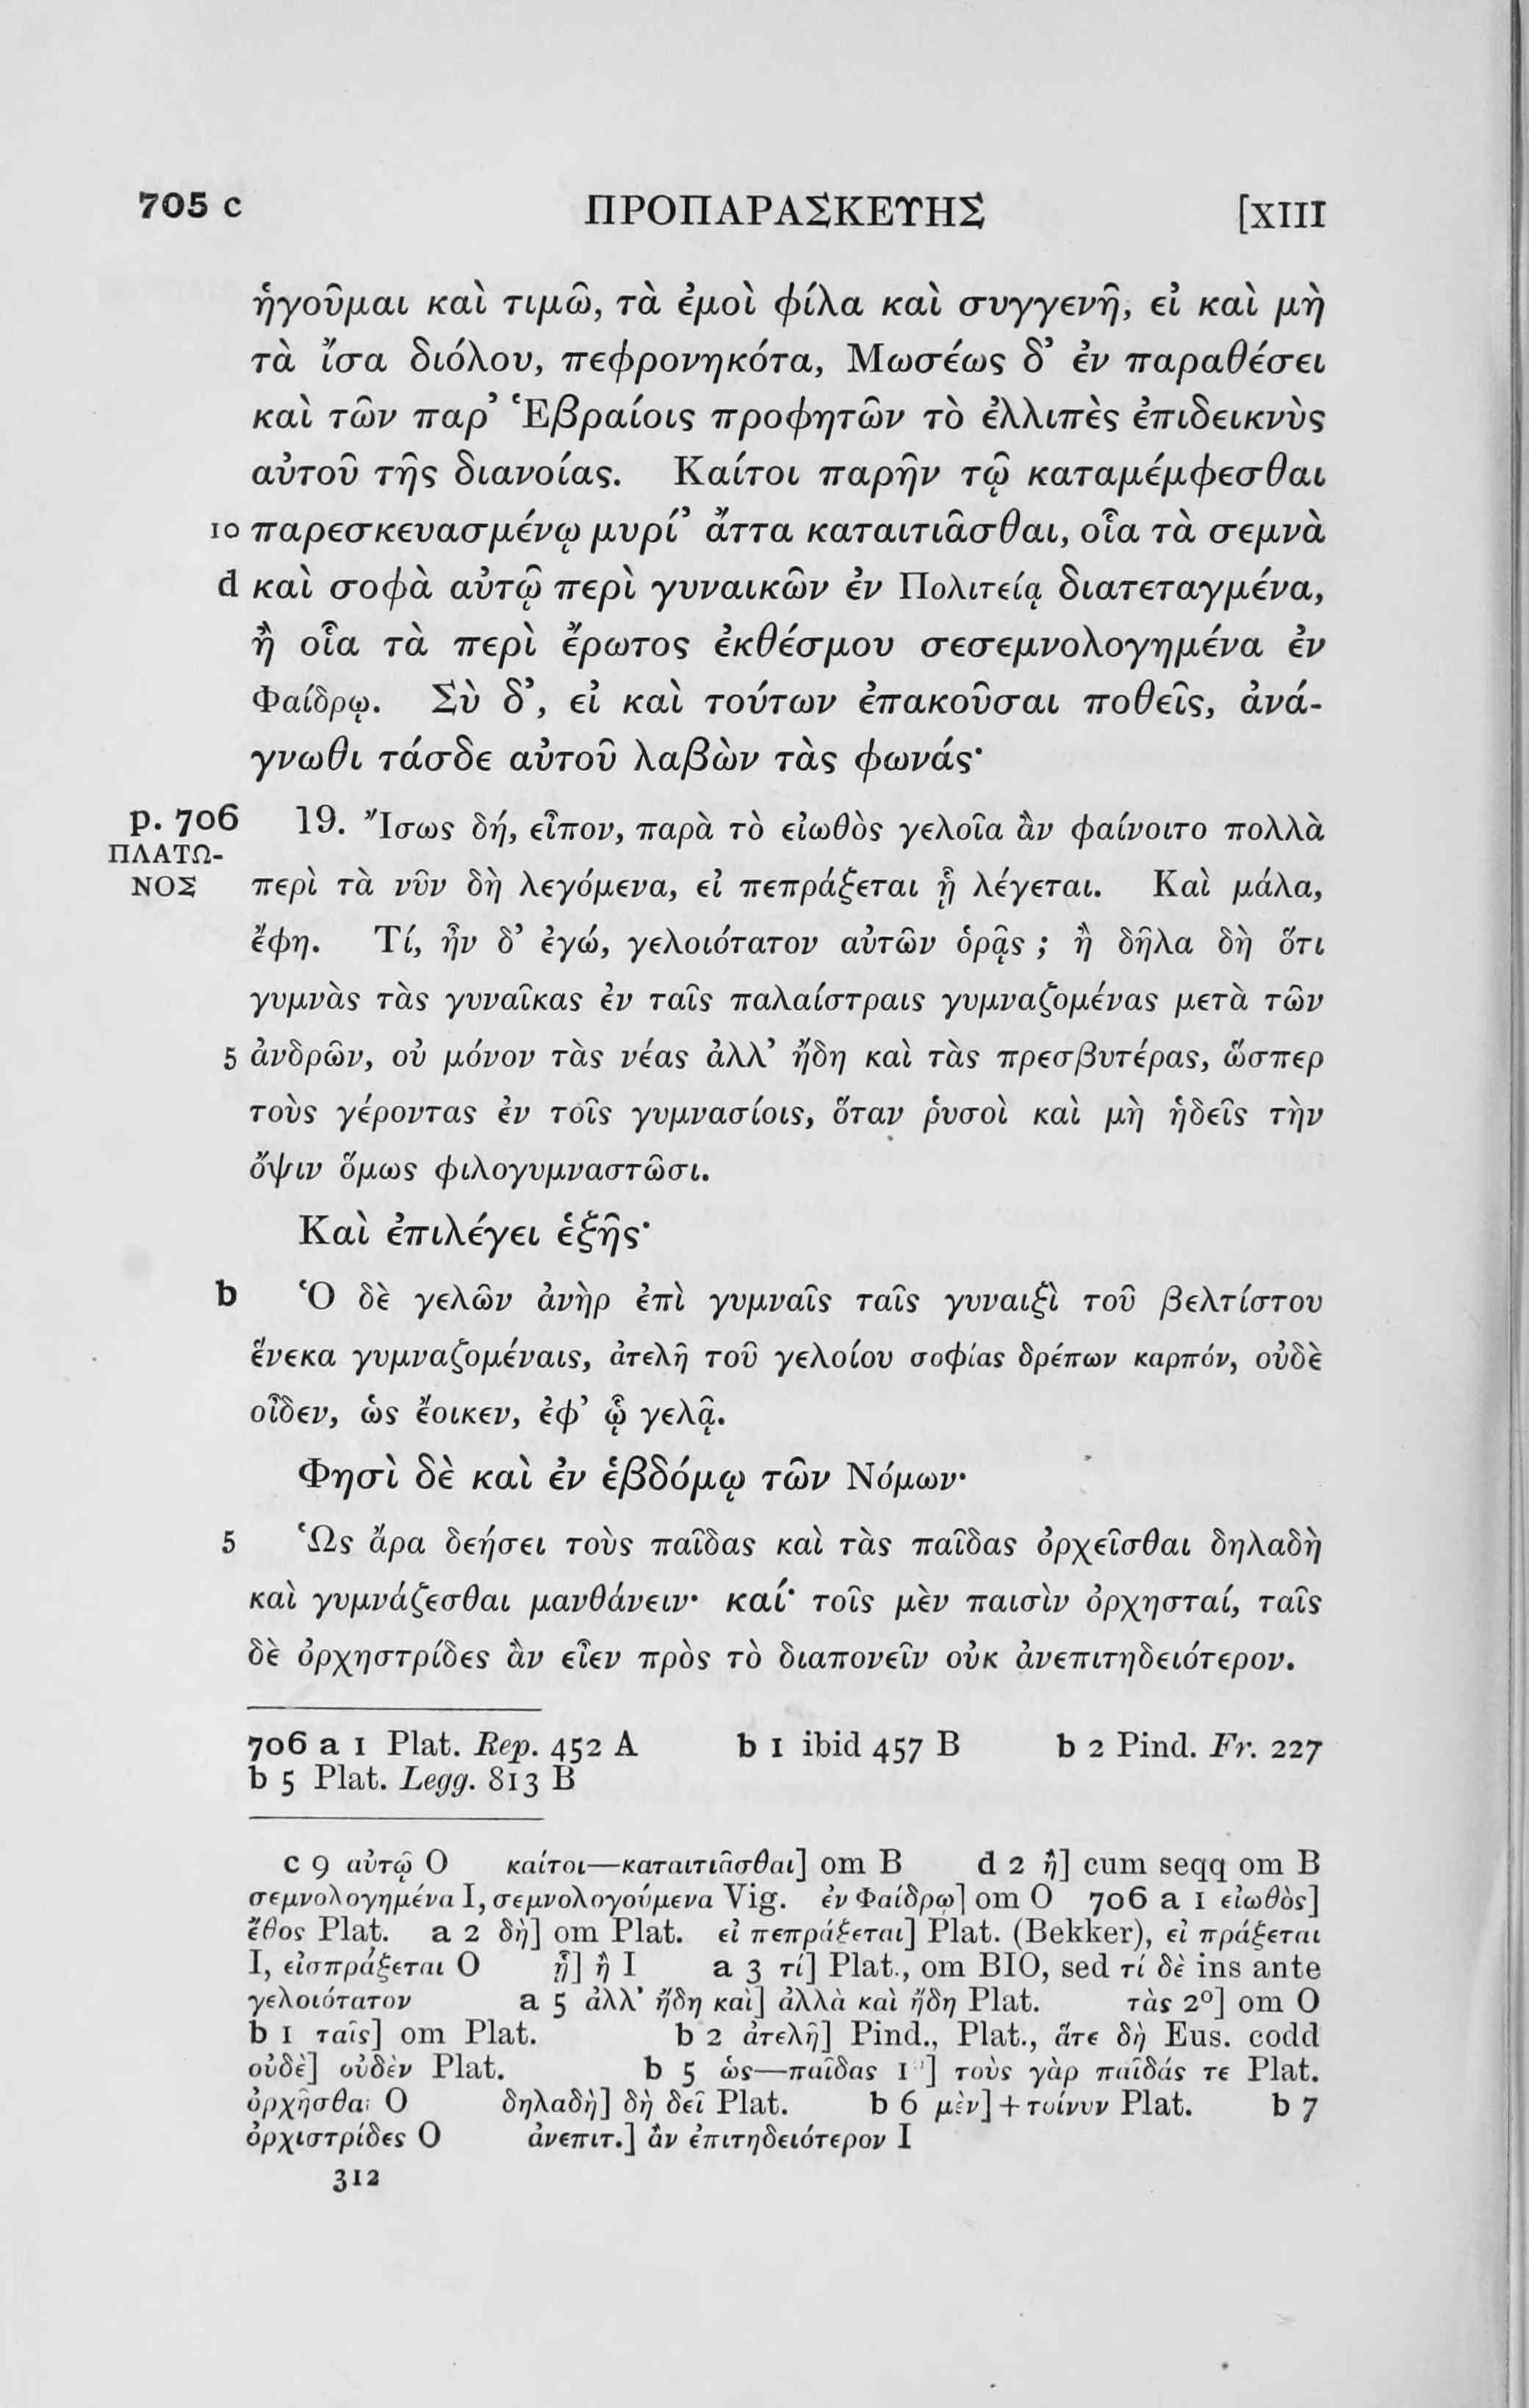 705 c ΠΡΟΠΑΡΑΣΚΕΥΗΣ [XIII
ἡγοῦμαι καὶ τιμῶ, τὰ ἐμοὶ φίλα καὶ συγγενῆ, εἰ καὶ μὴ
τὰ ἴσα διόλου, πεφρονηκότα, Μωσέως δ’ ἐν παραθέσει
καὶ τῶν παρ’ Ἑβραίοις προφητῶν τὸ ἐλλιπὲς ἐπιδεικνὺς
αὐτοῦ τῆς διανοίας. Καίτοι παρῆν τῷ καταμέμφεσθαι
10 παρεσκευασμένῳ μυρί’ ἄττα καταιτιᾶσθαι, οἷα τὰ σεμνὰ
d καὶ σοφὰ αὐτῷ περὶ γυναικῶν ἐν Πολιτείᾳ διατεταγμένα,
ἢ οἷα τὰ περὶ ἔρωτος ἐκθέσμου σεσεμνολογημένα ἐν
Φαίδρῳ. Σὺ δ’, εἰ καὶ τούτων ἐπακοῦσαι ποθεῖς, ἀνά-
γνωθι τάσδε αὐτοῦ λαβὼν τὰς φωνάς·
p. 706 19. Ἴσως δή, εἶπον, παρὰ τὸ εἰωθὸς γελοῖα ἂν φαίνοιτο πολλὰ
ΠΛΑΤΩ-
ΝΟΣ περὶ τὰ νῦν δὴ λεγόμενα, εἰ πεπράξεται ᾗ λέγεται. Καὶ μάλα,
ἔφη. Τί, ἦν δ’ ἐγώ, γελοιότατον αὐτῶν ὁρᾷς ; ἢ δῆλα δὴ ὅτι
γυμνὰς τὰς γυναῖκας ἐν ταῖς παλαίστραις γυμναζομένας μετὰ τῶν
5 ἀνδρῶν, οὐ μόνον τὰς νέας ἀλλ’ ἤδη καὶ τὰς πρεσβυτέρας, ὥσπερ
τοὺς γέροντας ἐν τοῖς γυμνασίοις, ὅταν ῥυσοὶ καὶ μὴ ἡδεῖς τὴν
ὄψιν ὅμως φιλογυμναστῶσι.
Καὶ ἐπιλέγει ἑξῆς·
b Ὁ δὲ γελῶν ἀνὴρ ἐπὶ γυμναῖς ταῖς γυναιξὶ τοῦ βελτίστου
ἕνεκα γυμναζομέναις, ἀτελῆ τοῦ γελοίου σοφίας δρέπων καρπόν, οὐδὲ
οἶδεν, ὡς ἔοικεν, ἐφ’ ᾧ γελᾷ.
Φησὶ δὲ καὶ ἐν ἑβδόμῳ τῶν Νόμων·
5 Ὡς ἄρα δεήσει τοὺς παῖδας καὶ τὰς παῖδας ὀρχεῖσθαι δηλαδὴ
καὶ γυμνάζεσθαι μανθάνειν· καί· τοῖς μὲν παισὶν ὀρχησταί, ταῖς
δὲ ὀρχηστρίδες ἂν εἶεν πρὸς τὸ διαπονεῖν οὐκ ἀνεπιτηδειότερον.
706 a 1 Plat. Rep. 452 A b 1 ibid 457 B b 2 Pind. Fr. 227
b 5 Plat. Legg. 813 B
c 9 αὐτῷ O καίτοι—καταιτιᾶσθαι] om B d 2 ἢ] cum seqq om B
σεμνολογημένα I, σεμνολογούμενα Vig. ἐν Φαίδρῳ] om O 706 a 1 εἰωθὸς]
ἔθος Plat. a 2 δὴ] om Plat. εἰ πεπράξεται] Plat. (Bekker), εἰ πράξεται
I, εἰσπράξεται O ᾗ] ἢ I a 3 τί] Plat., om BIO, sed τί δὲ ins ante
γελοιότατον a 5 ἀλλ’ ἤδη καὶ] ἀλλὰ καὶ ἤδη Plat. τὰς 2⁰] om O
b 1 ταῖς] om Plat. b 2 ἀτελῆ] Pind., Plat., ἅτε δὴ Eus. codd
οὐδὲ] οὐδὲν Plat. b 5 ὡς—παῖδας 1⁰] τοὺς γὰρ παῖδάς τε Plat.
ὀρχῆσθαι O δηλαδὴ] δὴ δεῖ Plat. b 6 μὲν]+τοίνυν Plat. b 7
ὀρχιστρίδες O ἀνεπιτ.] ἂν ἐπιτηδειότερον I
312